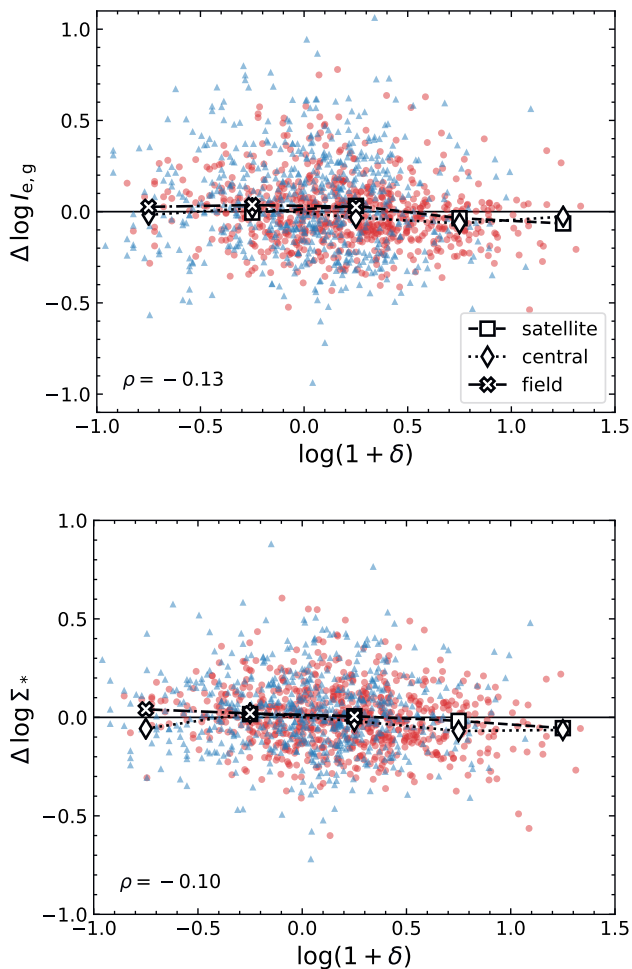 1.0
0.5
0.0
−0.5
−1.0
Δ log I_{e, g}
satellite
central
field
ρ = −0.13
−1.0 −0.5 0.0 0.5 1.0 1.5
log(1 + δ)
1.0
0.5
0.0
−0.5
−1.0
Δ log Σ_*
ρ = −0.10
−1.0 −0.5 0.0 0.5 1.0 1.5
log(1 + δ)